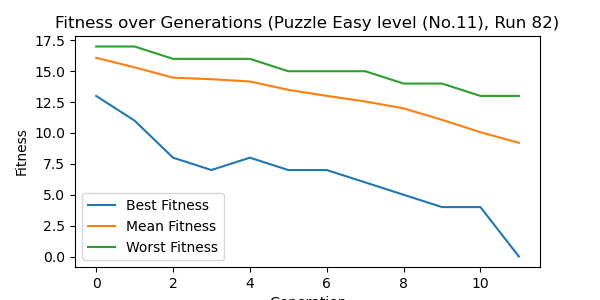 Fitness over Generations (Puzzle Easy level (No.11), Run 82)
Fitness
17.5
15.0
12.5
10.0
7.5
5.0
2.5
0.0
Best Fitness
Mean Fitness
Worst Fitness
0 2 4 6 8 10
Generation